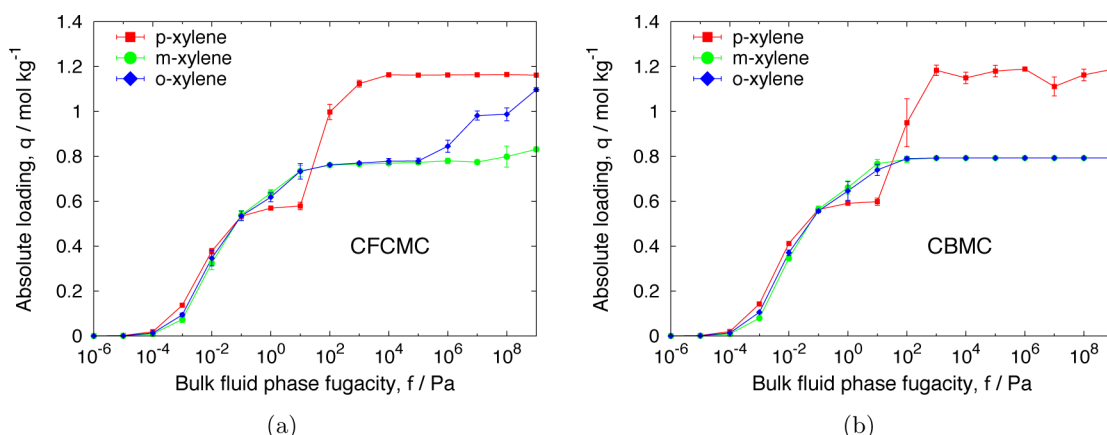 1.4
1.2
1
0.8
0.6
0.4
0.2
0
Absolute loading, q / mol kg⁻¹
p-xylene
m-xylene
o-xylene
CFCMC
10⁻⁶ 10⁻⁴ 10⁻² 10⁰ 10² 10⁴ 10⁶ 10⁸
Bulk fluid phase fugacity, f / Pa
(a)
1.4
1.2
1
0.8
0.6
0.4
0.2
0
Absolute loading, q / mol kg⁻¹
p-xylene
m-xylene
o-xylene
CBMC
10⁻⁶ 10⁻⁴ 10⁻² 10⁰ 10² 10⁴ 10⁶ 10⁸
Bulk fluid phase fugacity, f / Pa
(b)